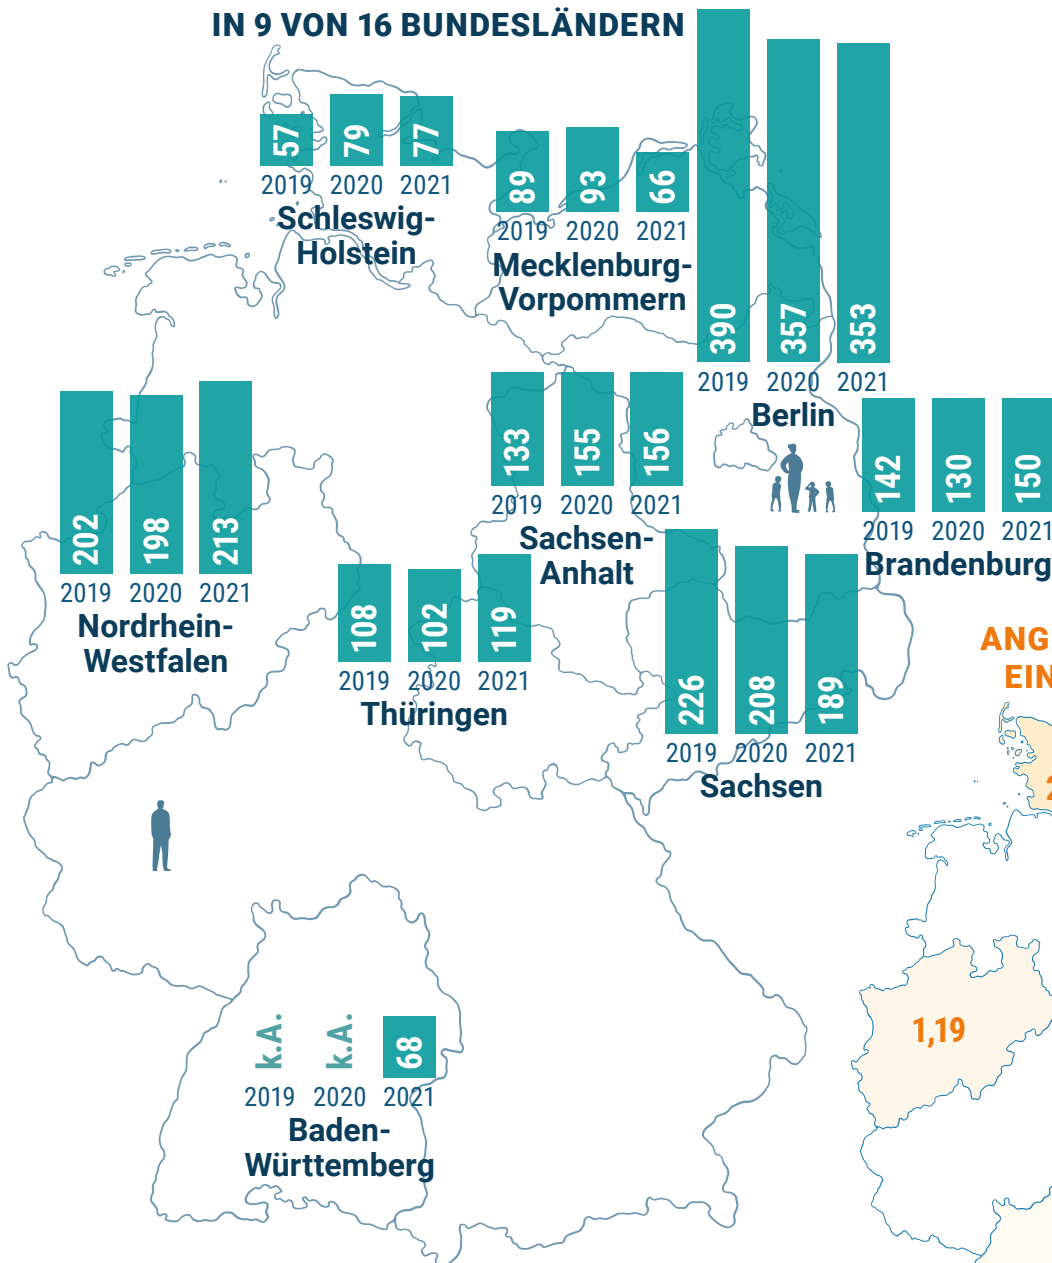 IN 9 VON 16 BUNDESLÄNDERN
57 79 77
2019 2020 2021
Schleswig-
Holstein
89 93 66
2019 2020 2021
Mecklenburg-
Vorpommern
390 357 353
2019 2020 2021
Berlin
202 198 213
2019 2020 2021
Nordrhein-
Westfalen
133 155 156
2019 2020 2021
Sachsen-
Anhalt
142 130 150
2019 2020 2021
Brandenburg
108 102 119
2019 2020 2021
Thüringen
226 208 189
2019 2020 2021
Sachsen
k.A. k.A. 68
2019 2020 2021
Baden-
Württemberg
ANG
EIN
1,19